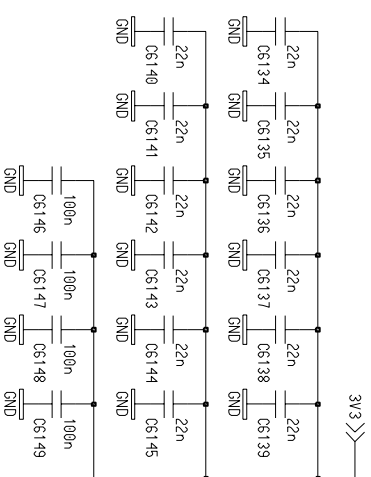 3V3
22n
C6134
GND
22n
C6135
GND
22n
C6136
GND
22n
C6137
GND
22n
C6138
GND
22n
C6139
GND
22n
C6140
GND
22n
C6141
GND
22n
C6142
GND
22n
C6143
GND
22n
C6144
GND
22n
C6145
GND
100n
C6146
GND
100n
C6147
GND
100n
C6148
GND
100n
C6149
GND